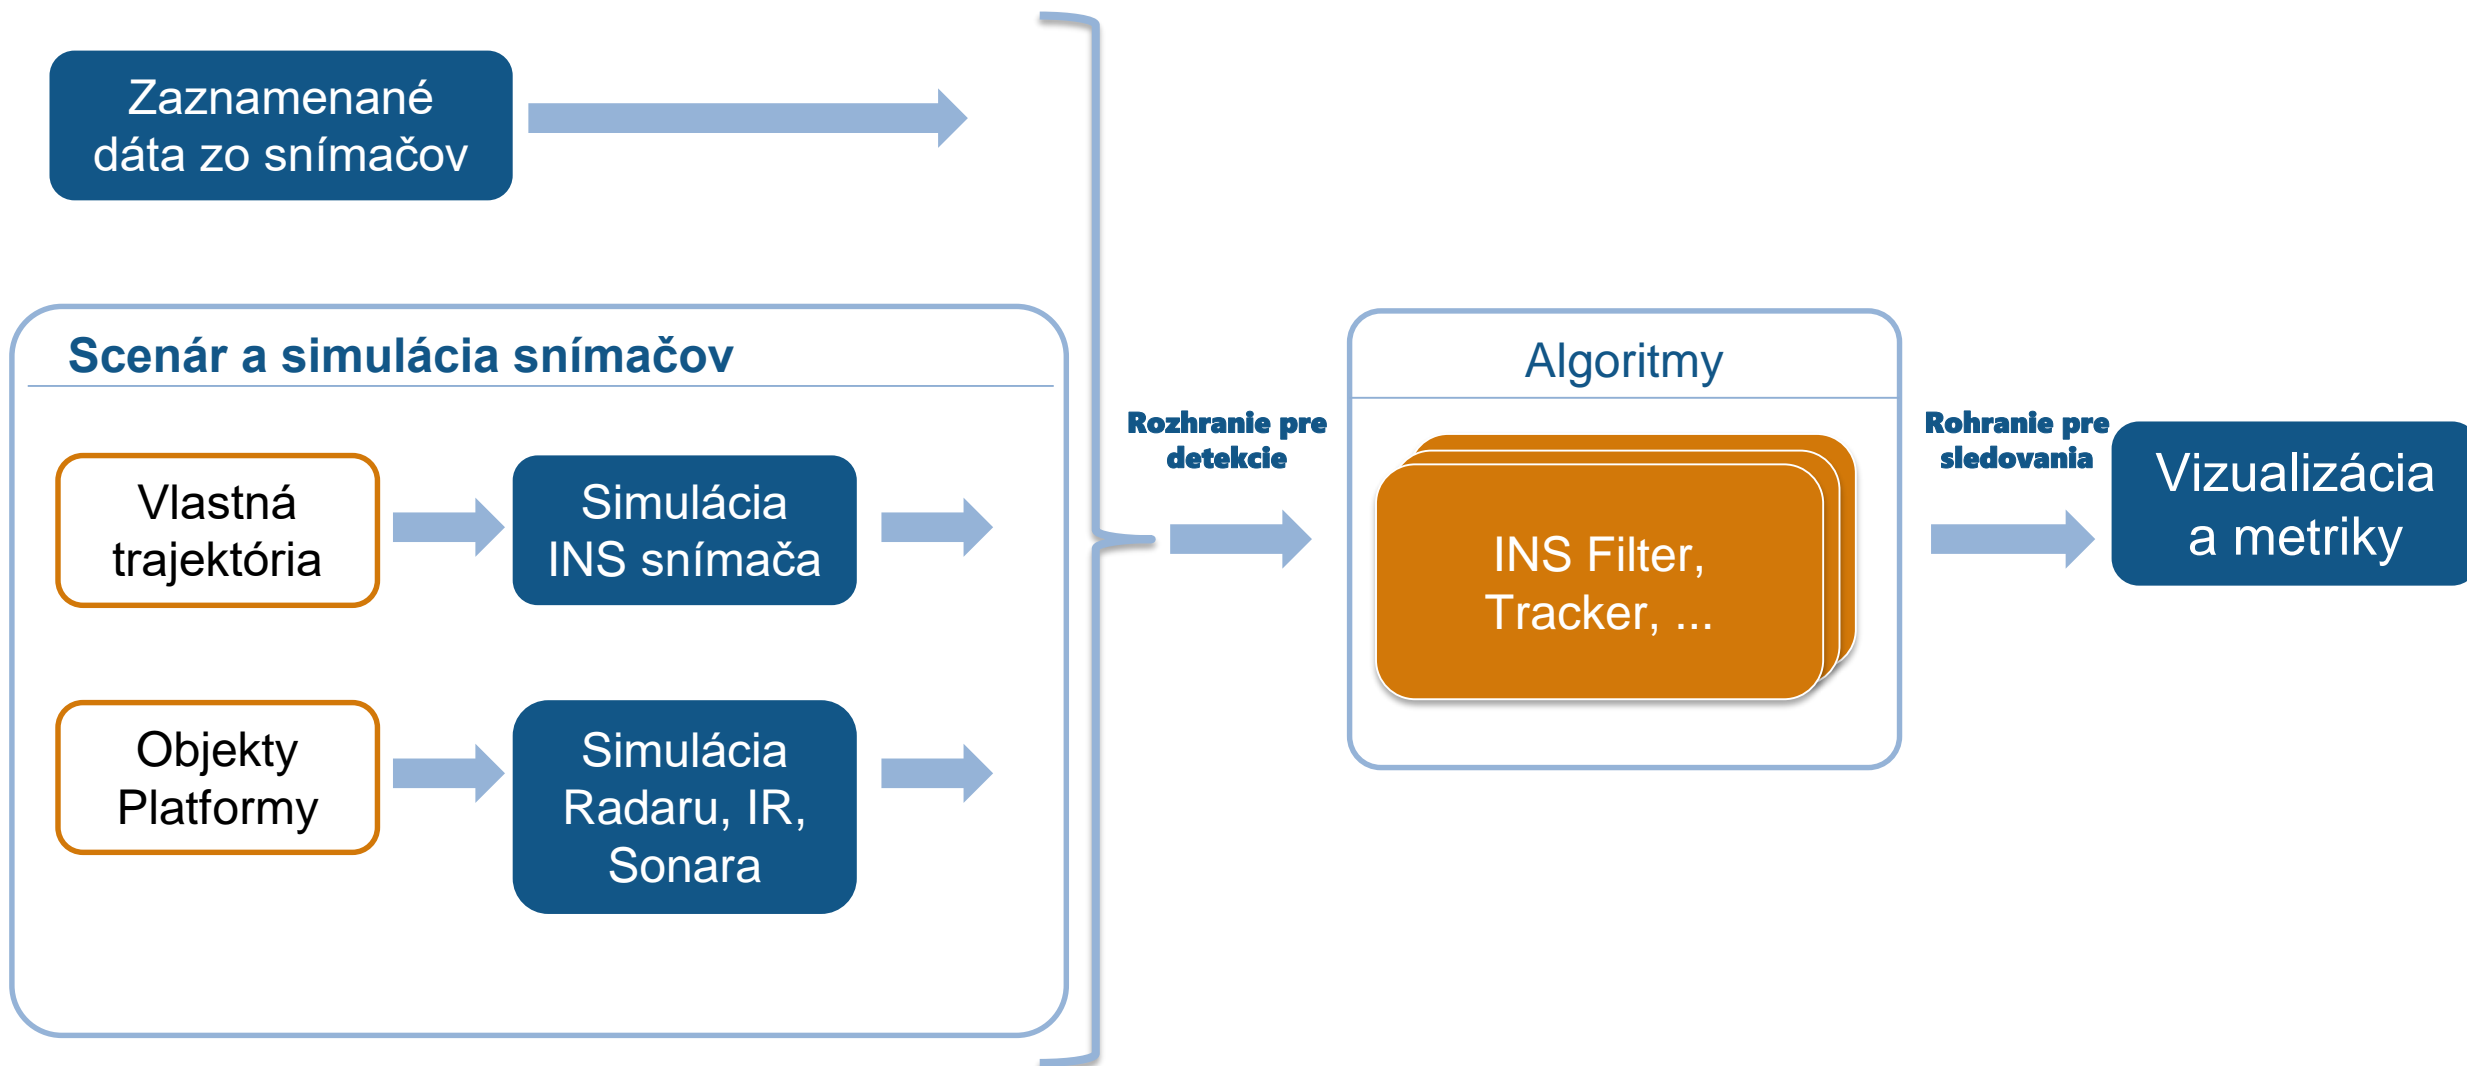 Zaznamenané
dáta zo snímačov
Scenár a simulácia snímačov
Vlastná
trajektória
Simulácia
INS snímača
Objekty
Platformy
Simulácia
Radaru, IR,
Sonara
Rozhranie pre
detekcie
Algoritmy
INS Filter,
Tracker, ...
Rohranie pre
sledovania
Vizualizácia
a metriky